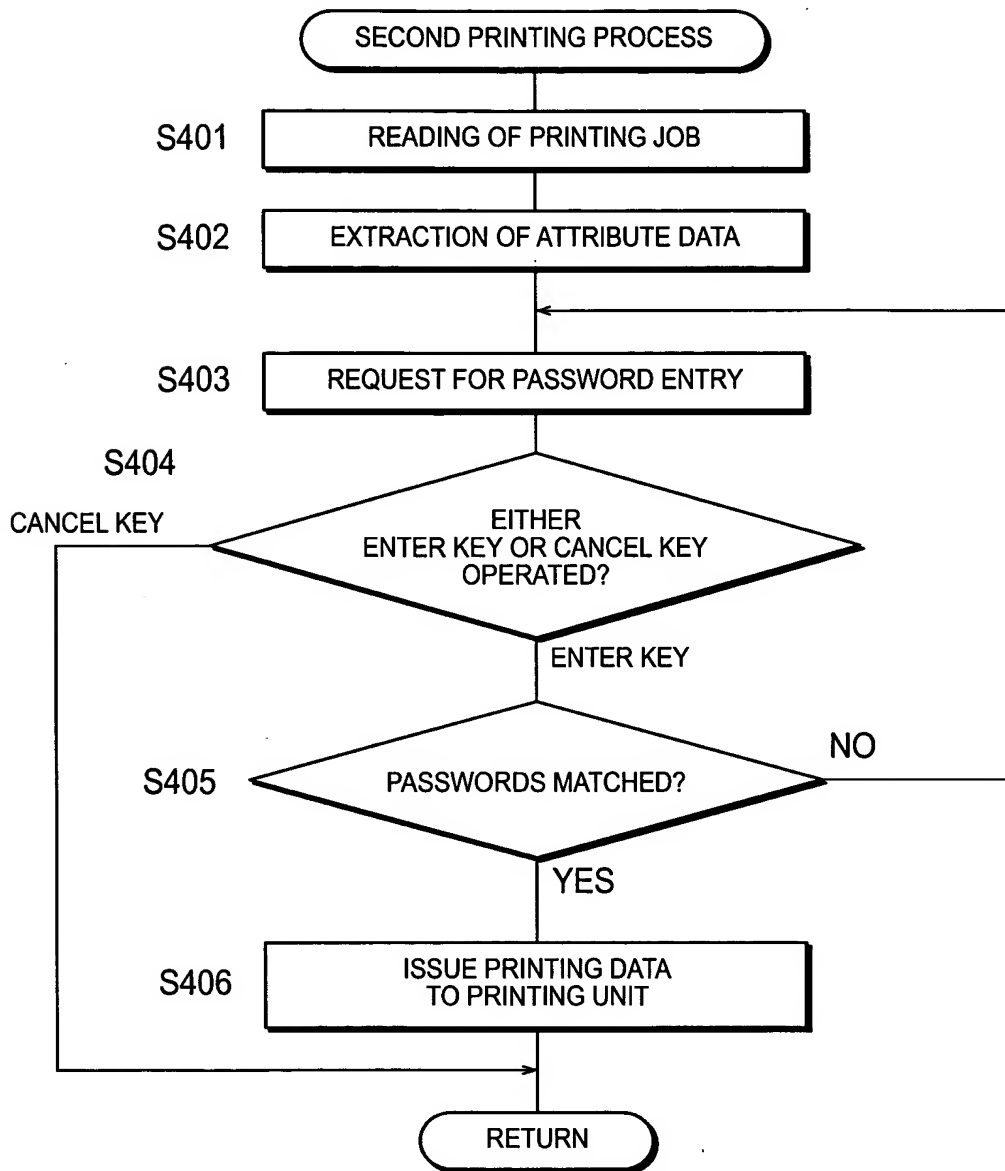 SECOND PRINTING PROCESS
S401
READING OF PRINTING JOB
S402
EXTRACTION OF ATTRIBUTE DATA
S403
REQUEST FOR PASSWORD ENTRY
S404
CANCEL KEY
EITHER
ENTER KEY OR CANCEL KEY
OPERATED?
ENTER KEY
S405
PASSWORDS MATCHED?
NO
YES
S406
ISSUE PRINTING DATA
TO PRINTING UNIT
RETURN